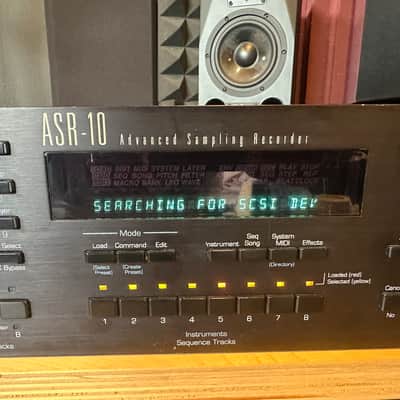 ASR-10 Advanced Sampling Recorder
SEARCHING FOR SCSI DEV
Mode
Load Command Edit Instrument Seq Song System MIDI Effects
(Select Preset) (Create Preset) (Directory)
Loaded (red)
Selected (yellow)
Select
Bypass
Cancel
No
1 2 3 4 5 6 7 8
Instruments
Sequence Tracks
B